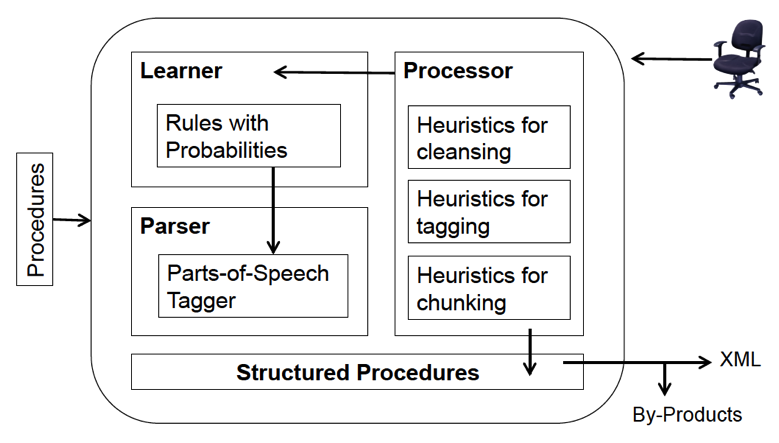 Procedures
Learner
Rules with
Probabilities
Parser
Parts-of-Speech
Tagger
Processor
Heuristics for
cleansing
Heuristics for
tagging
Heuristics for
chunking
Structured Procedures
XML
By-Products